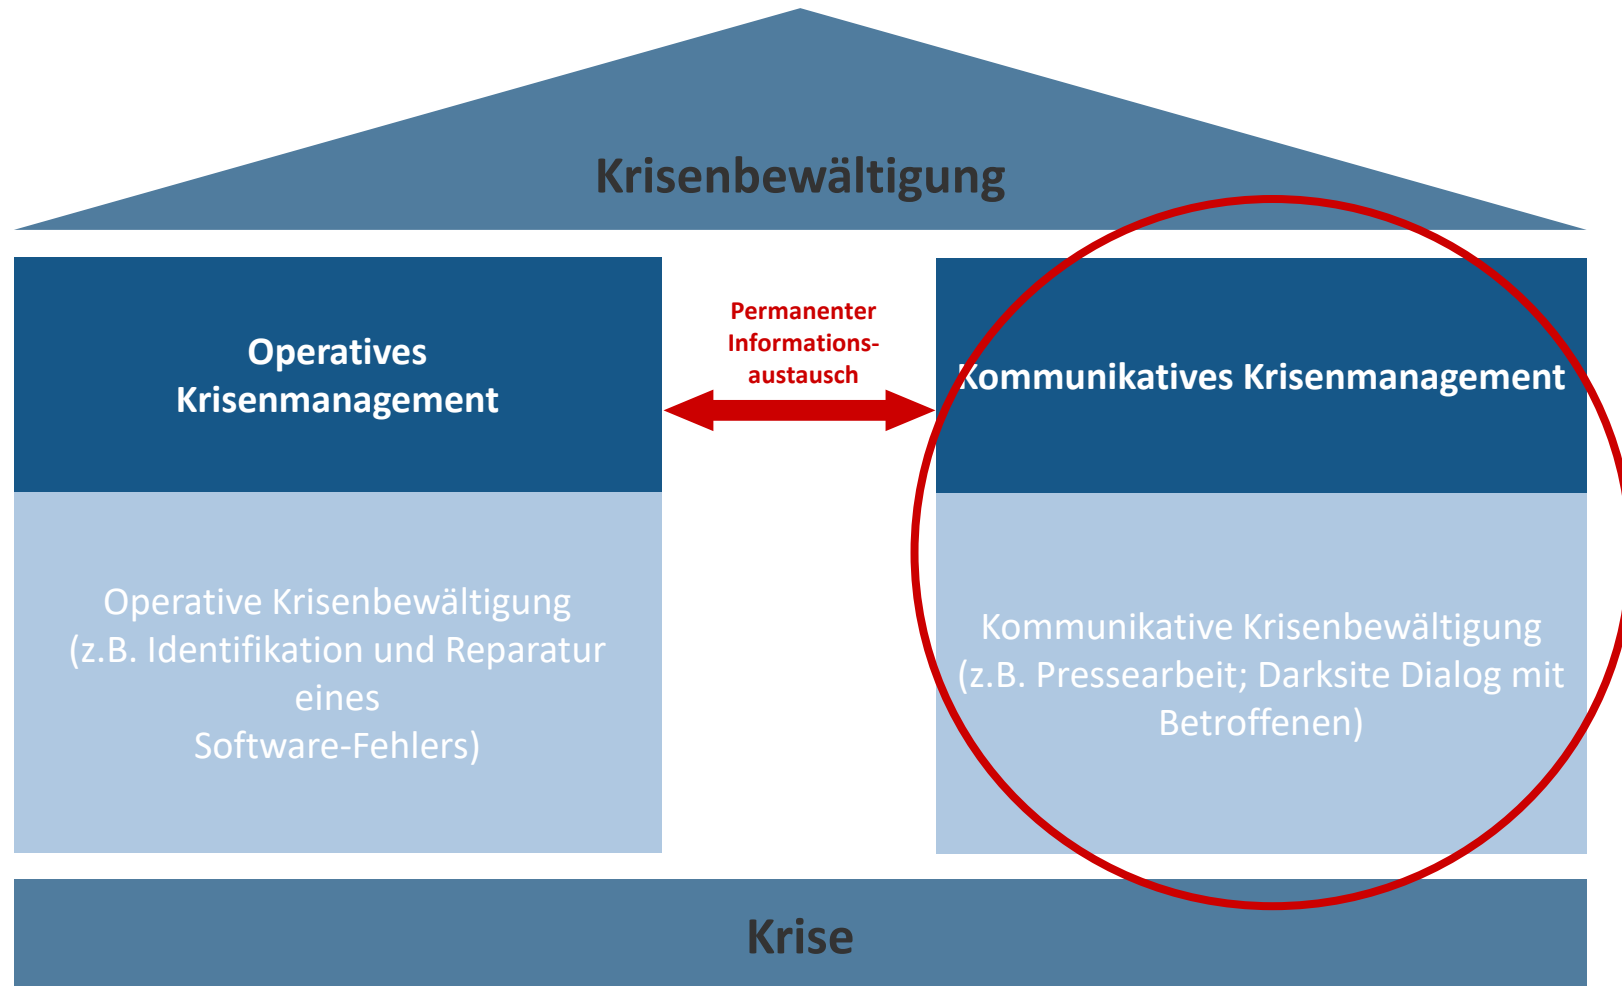 Krisenbewältigung
Operatives
Krisenmanagement
Permanenter
Informations-
austausch
Kommunikatives Krisenmanagement
Operative Krisenbewältigung
(z.B. Identifikation und Reparatur
eines
Software-Fehlers)
Kommunikative Krisenbewältigung
(z.B. Pressearbeit; Darksite Dialog mit
Betroffenen)
Krise